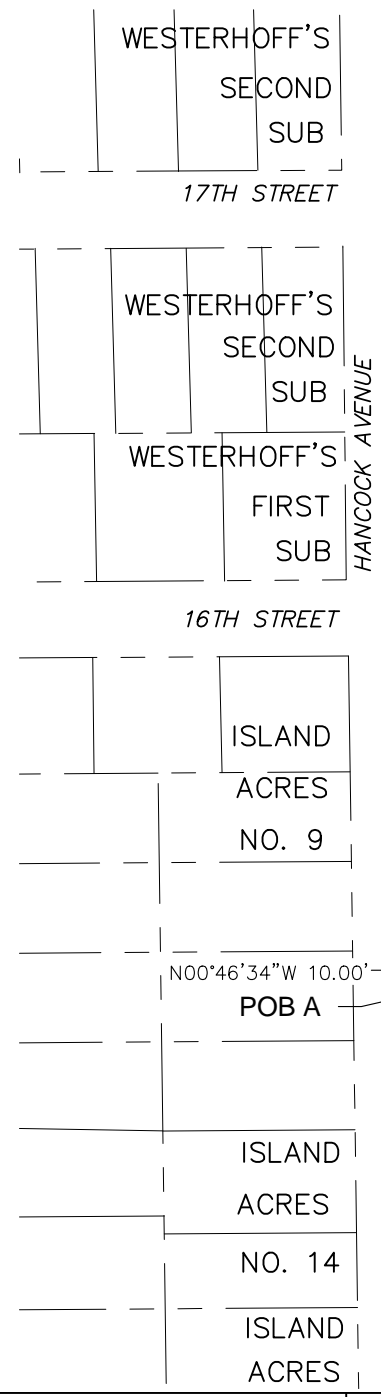 WESTERHOFF'S
SECOND
SUB
17TH STREET
WESTERHOFF'S
SECOND
SUB
HANCOCK AVENUE
WESTERHOFF'S
FIRST
SUB
16TH STREET
ISLAND
ACRES
NO. 9
N00°46'34"W 10.00'
POB A
ISLAND
ACRES
NO. 14
ISLAND
ACRES